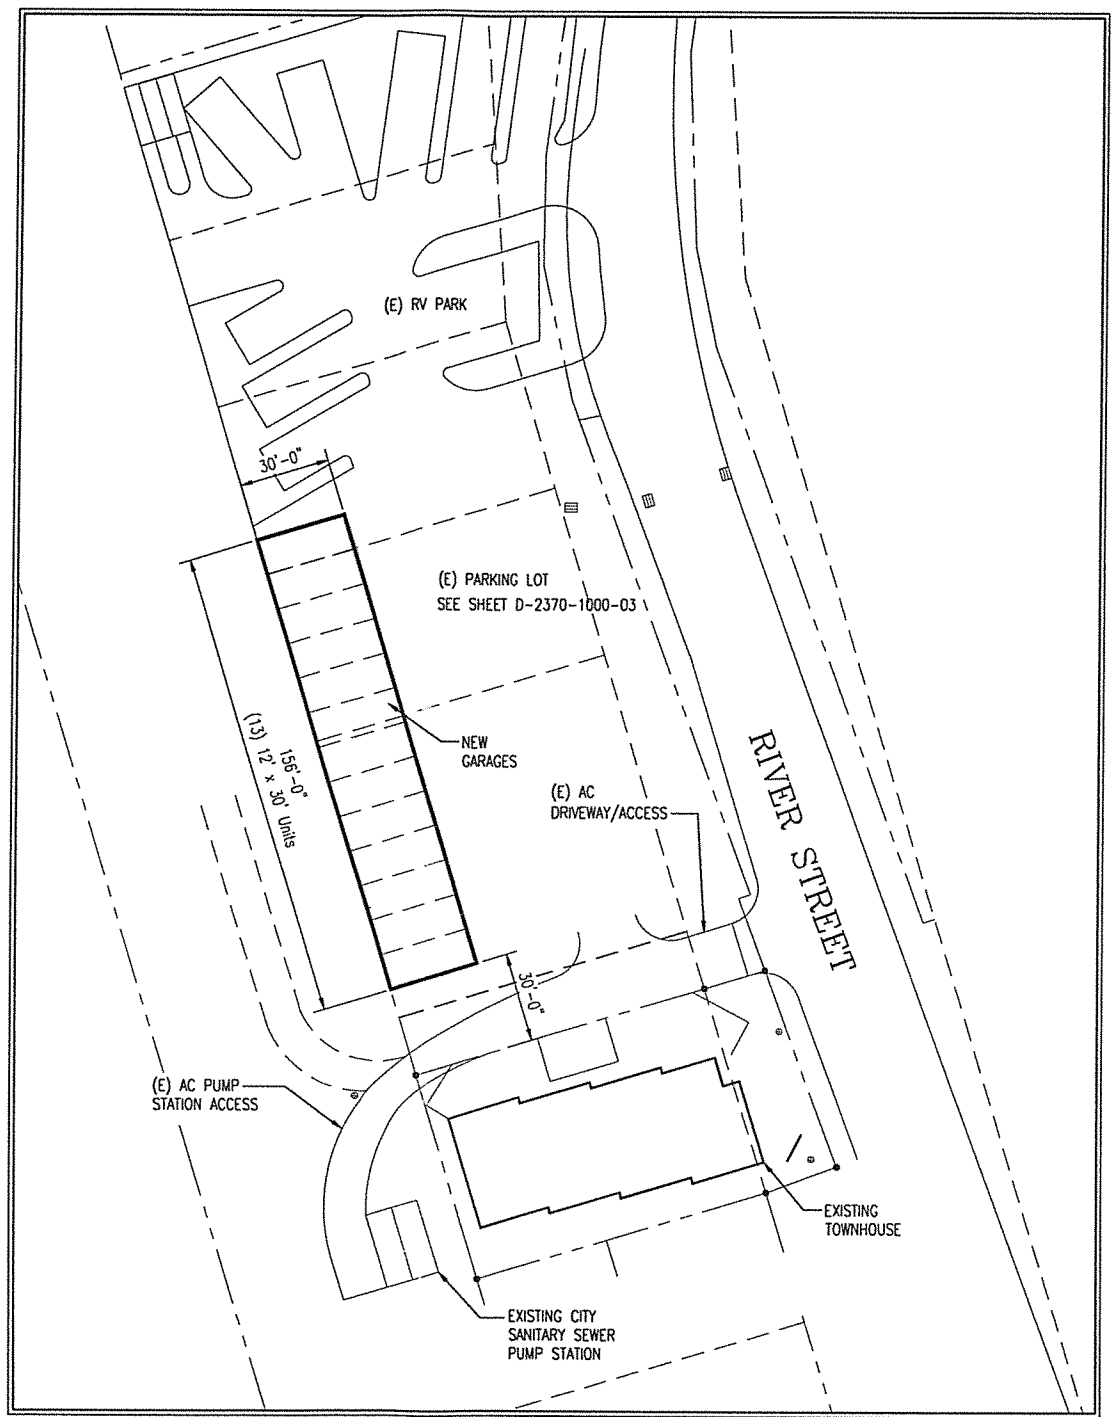 (E) RV PARK
30'-0"
(E) PARKING LOT
SEE SHEET D-2370-1000-03
NEW
GARAGES
156'-0"
(13) 12' x 30' Units
(E) AC
DRIVEWAY/ACCESS
RIVER STREET
30'-0"
(E) AC PUMP
STATION ACCESS
EXISTING
TOWNHOUSE
EXISTING CITY
SANITARY SEWER
PUMP STATION